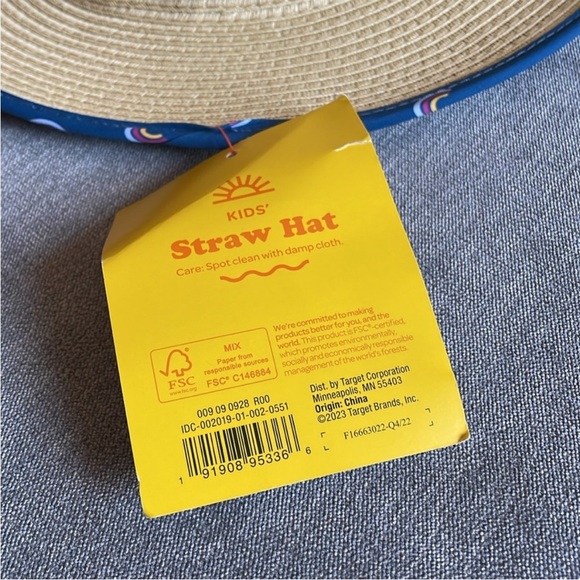 KIDS'
Straw Hat
Care: Spot clean with damp cloth.
We're committed to making
products better for you, and the
world. This product is FSC®-certified,
which promotes environmentally,
socially and economically responsible
management of the world's forests.
FSC
www.fsc.org
MIX
Paper from
responsible sources
FSC® C146884
009 09 0928 R00
IDC-002019-01-002-0551
1 91908 95336 6
Dist. by Target Corporation
Minneapolis, MN 55403
Origin: China
©2023 Target Brands, Inc.
F16663022-Q4/22